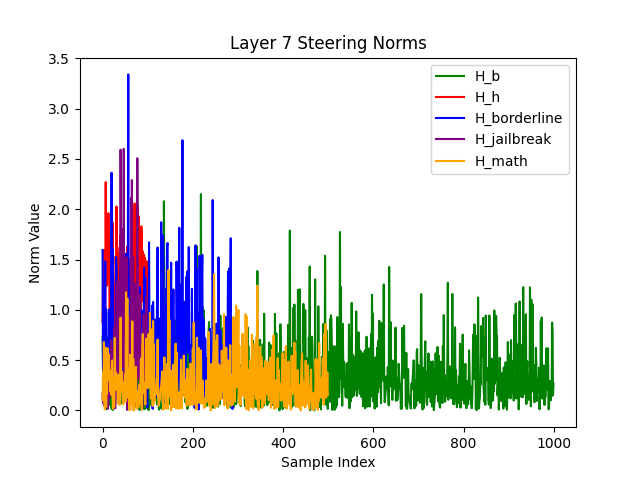 Layer 7 Steering Norms
Norm Value
3.5
3.0
2.5
2.0
1.5
1.0
0.5
0.0
H_b
H_h
H_borderline
H_jailbreak
H_math
0 200 400 600 800 1000
Sample Index